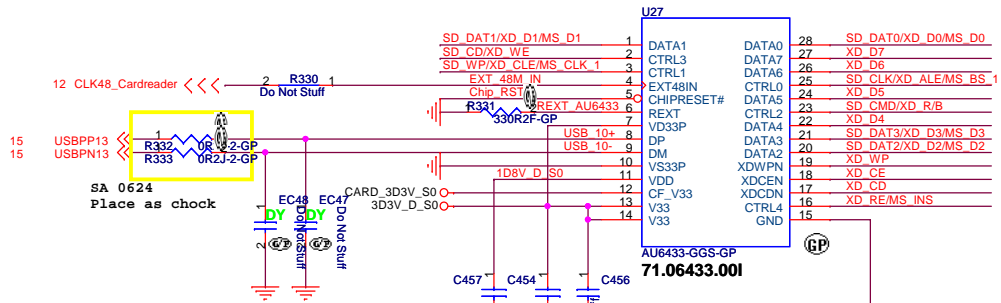 U27
SD_DAT1/XD_D1/MS_D1 1 DATA1 DATA0 28 SD_DAT0/XD_D0/MS_D0
SD_CD/XD_WE 2 CTRL3 DATA7 27 XD_D7
SD_WP/XD_CLE/MS_CLK_1 3 CTRL1 DATA6 26 XD_D6
12 CLK48_Cardreader 2 R330 1 EXT_48M_IN 4 EXT48IN CTRL0 25 SD_CLK/XD_ALE/MS_BS_1
Do Not Stuff
Chip_RST 5 CHIPRESET# DATA5 24 XD_D5
1 R331 REXT_AU6433 6 REXT CTRL2 23 SD_CMD/XD_R/B
330R2F-GP
7 VD33P DATA4 22 XD_D4
15 USBPP13 1 USB_10+ 8 DP DATA3 21 SD_DAT3/XD_D3/MS_D3
R332
15 USBPN13 USB_10- 9 DM DATA2 20 SD_DAT2/XD_D2/MS_D2
R333 0R2J-2-GP
10 VS33P XDWPN 19 XD_WP
1D8V_D_S0 11 VDD XDCEN 18 XD_CE
SA 0624
Place as chock
CARD_3D3V_S0 12 CF_V33 XDCDN 17 XD_CD
3D3V_D_S0 13 V33 CTRL4 16 XD_RE/MS_INS
14 V33 GND 15
1 EC48 1 EC47
DY DY
2
Do Not Stuff
Do Not Stuff
GP
AU6433-GGS-GP
71.06433.00I
C457 1 C454 1 C456 1